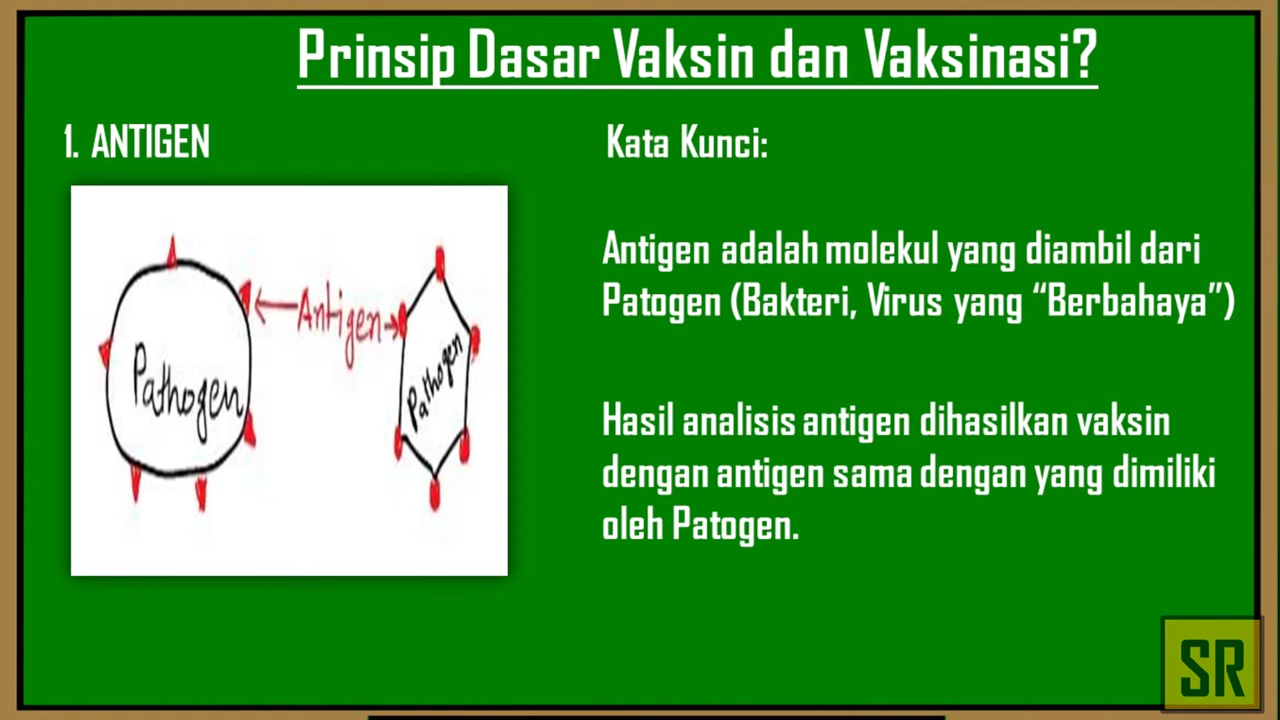 Prinsip Dasar Vaksin dan Vaksinasi?
1. ANTIGEN
Pathogen
Antigen
Pathogen
Kata Kunci:
Antigen adalah molekul yang diambil dari
Patogen (Bakteri, Virus yang “Berbahaya”)
Hasil analisis antigen dihasilkan vaksin
dengan antigen sama dengan yang dimiliki
oleh Patogen.
SR